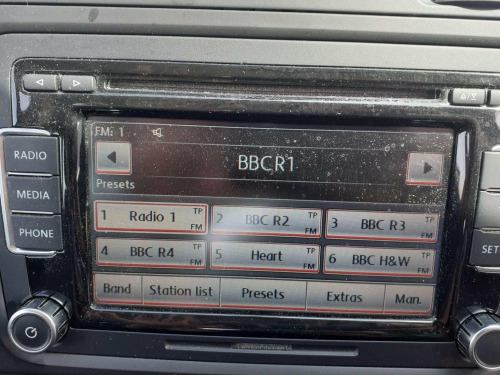 RADIO
MEDIA
PHONE
FM: 1
BBCR1
Presets
1 Radio 1 TP FM
2 BBC R2 TP FM
3 BBC R3 TP FM
4 BBC R4 TP FM
5 Heart TP FM
6 BBC H&W TP FM
Band Station list Presets Extras Man.
SET